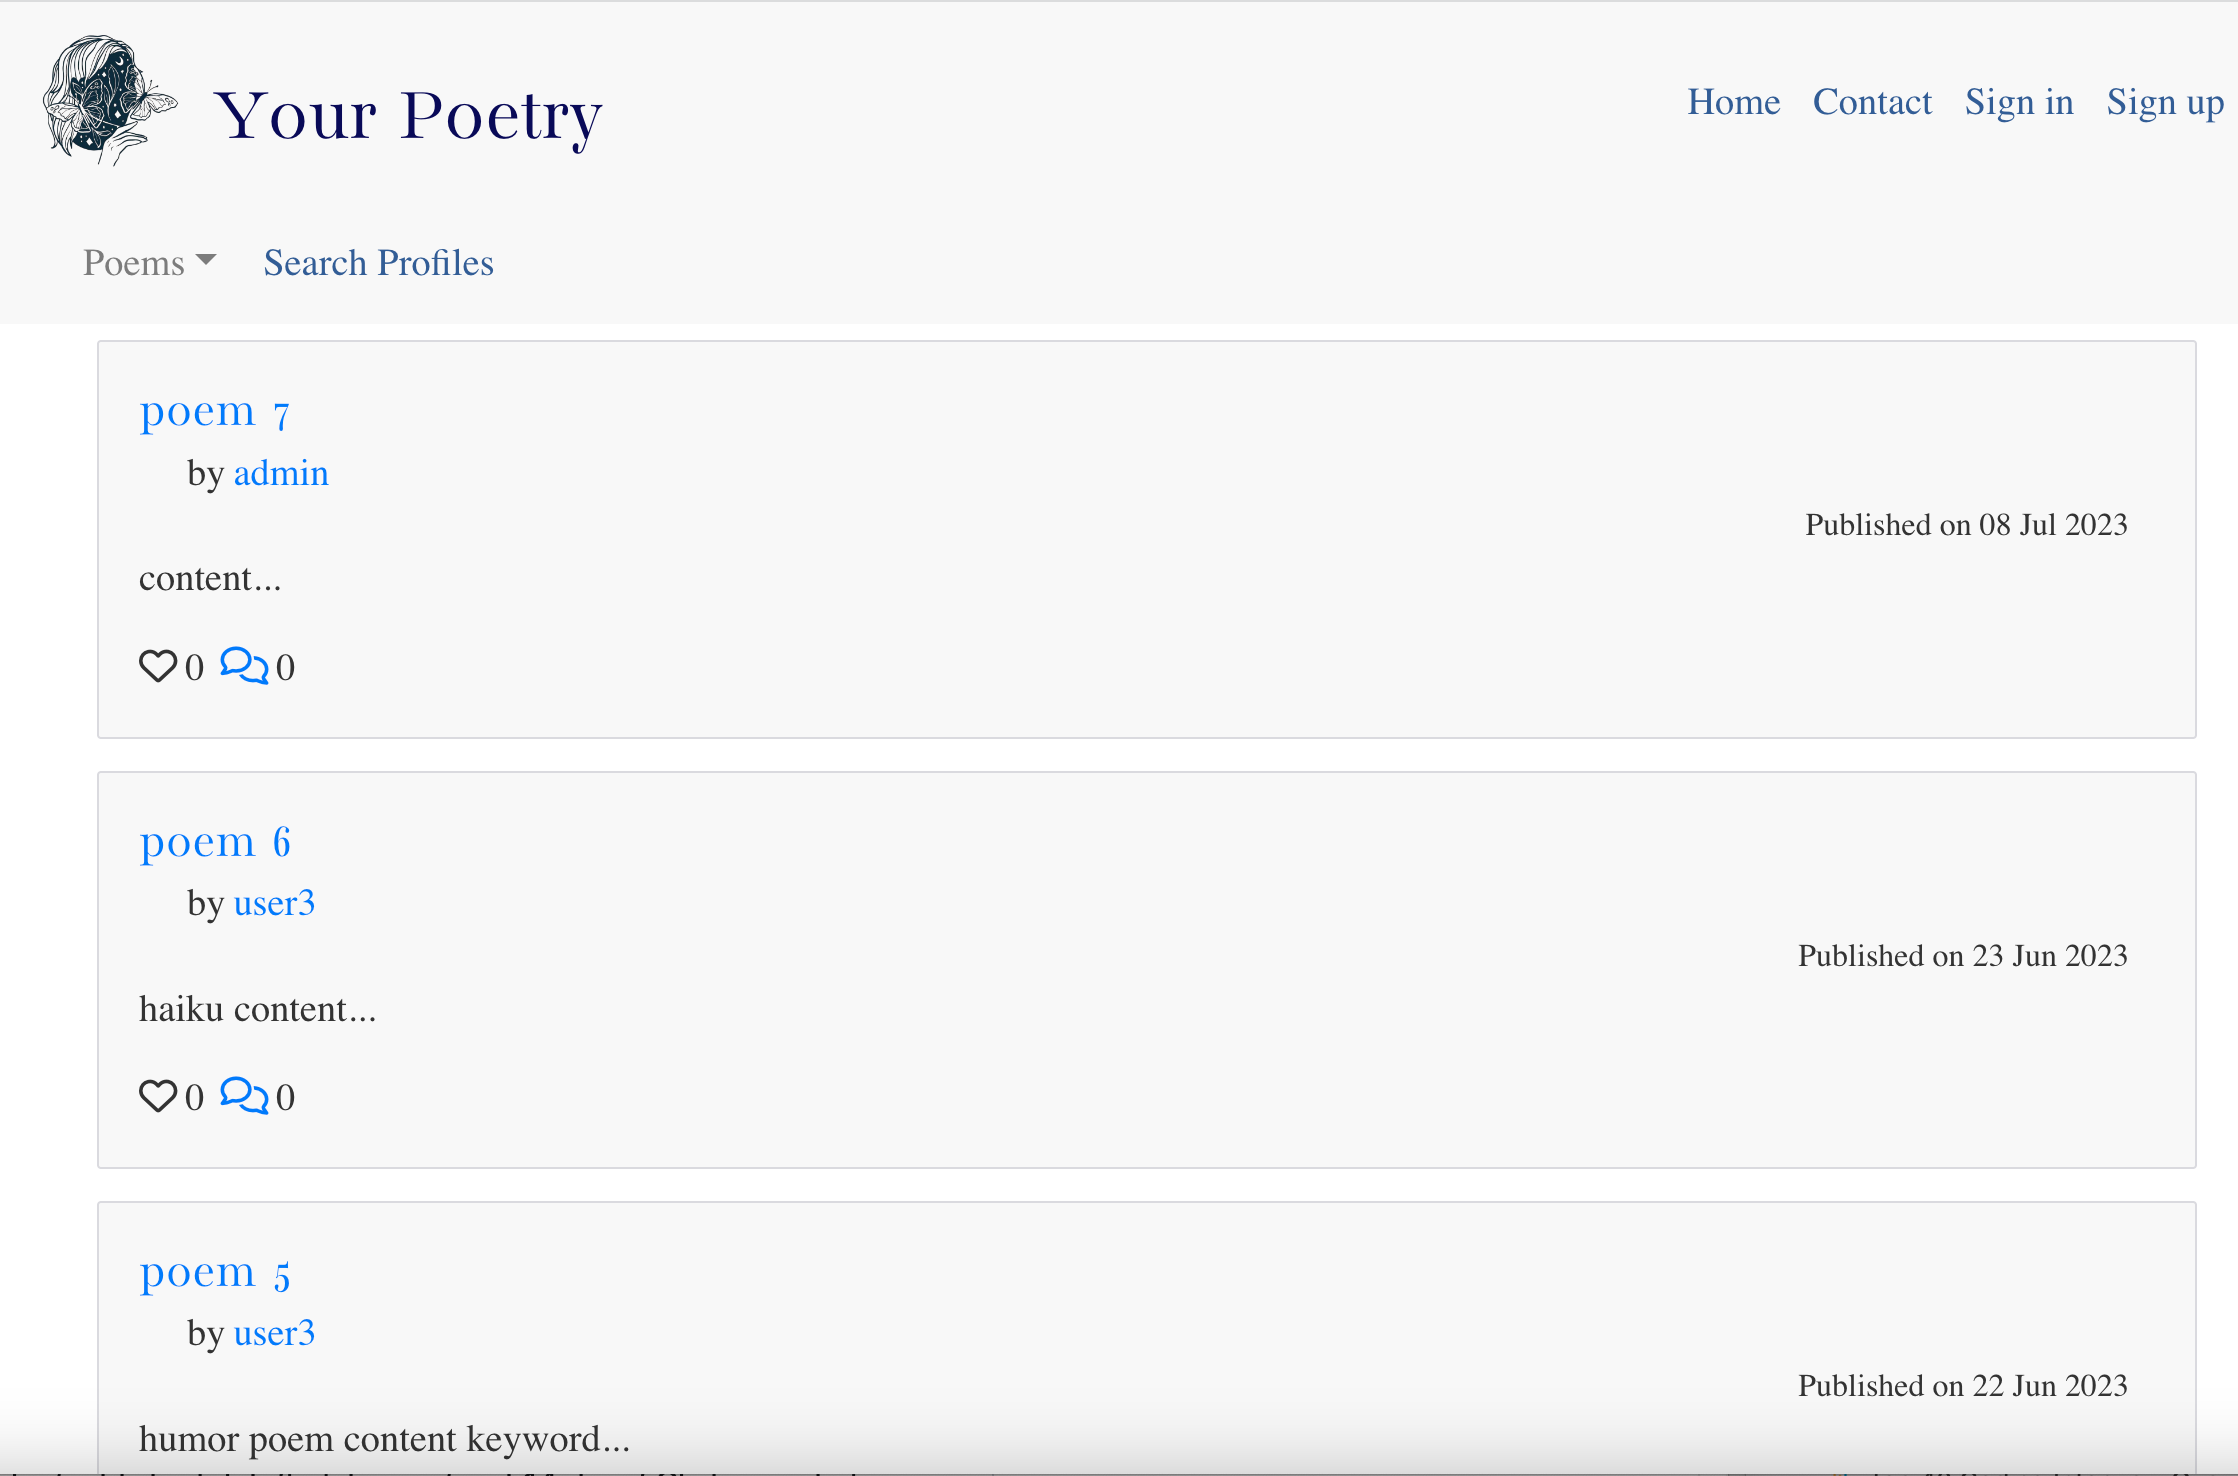 Your Poetry
Home Contact Sign in Sign up
Poems Search Profiles
poem 7
by admin
Published on 08 Jul 2023
content...
0 0
poem 6
by user3
Published on 23 Jun 2023
haiku content...
0 0
poem 5
by user3
Published on 22 Jun 2023
humor poem content keyword...